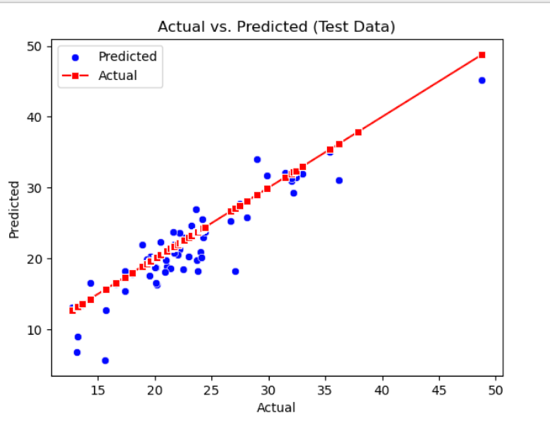 Actual vs. Predicted (Test Data)
50
Predicted
Actual
40
30
20
10
Predicted
15 20 25 30 35 40 45 50
Actual